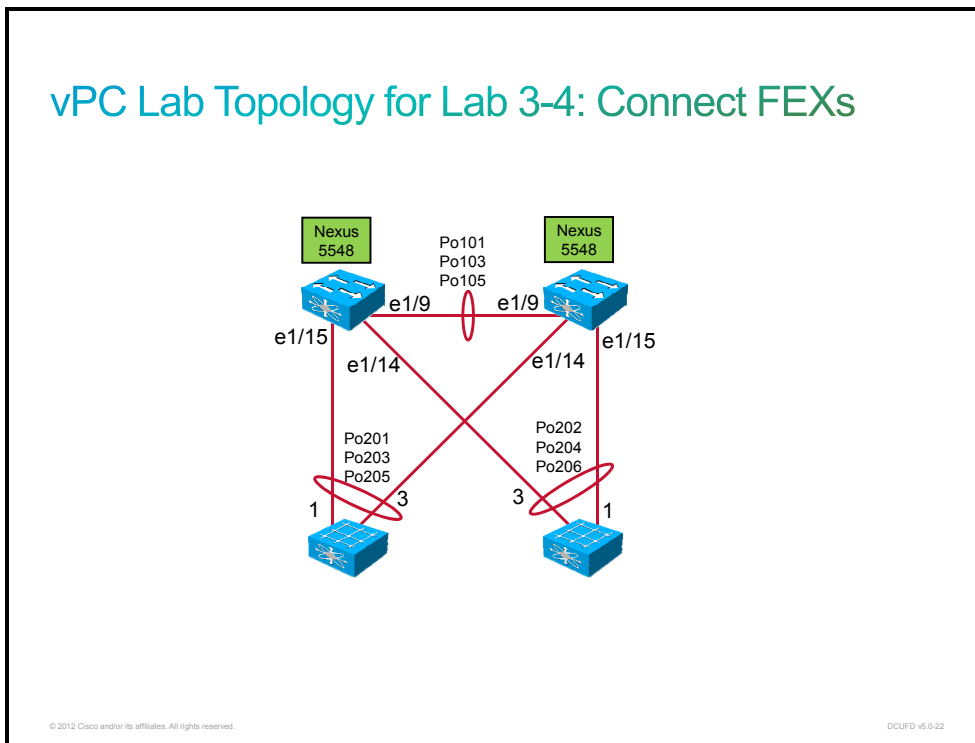 vPC Lab Topology for Lab 3-4: Connect FEXs
Nexus
5548
Nexus
5548
Po101
Po103
Po105
e1/9
e1/9
e1/15
e1/15
e1/14
e1/14
Po201
Po203
Po205
Po202
Po204
Po206
1
3
3
1
© 2012 Cisco and/or its affiliates. All rights reserved.
DCUFD v5.0-22